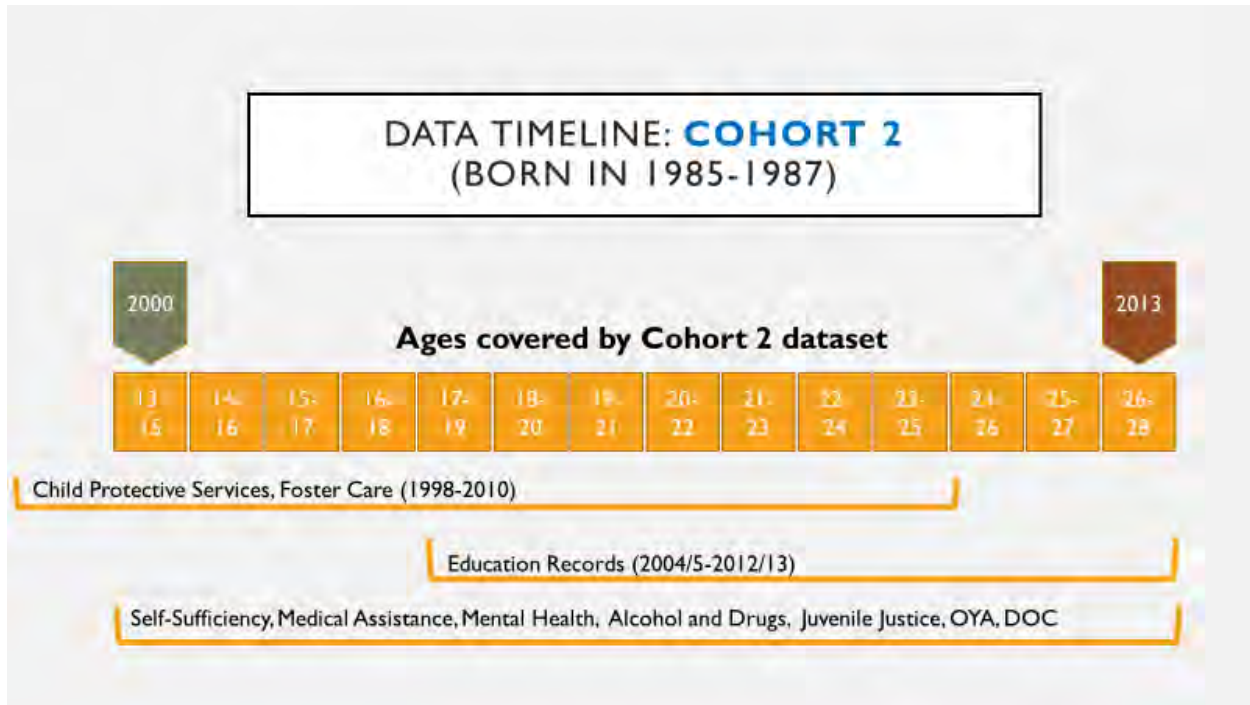 DATA TIMELINE: COHORT 2
(BORN IN 1985-1987)
2000
2013
Ages covered by Cohort 2 dataset
13- 14- 15- 16- 17- 18- 19- 20- 21- 22- 23- 24- 25- 26-
15 16 17 18 19 20 21 22 23 24 25 26 27 28
Child Protective Services, Foster Care (1998-2010)
Education Records (2004/5-2012/13)
Self-Sufficiency, Medical Assistance, Mental Health, Alcohol and Drugs, Juvenile Justice, OYA, DOC